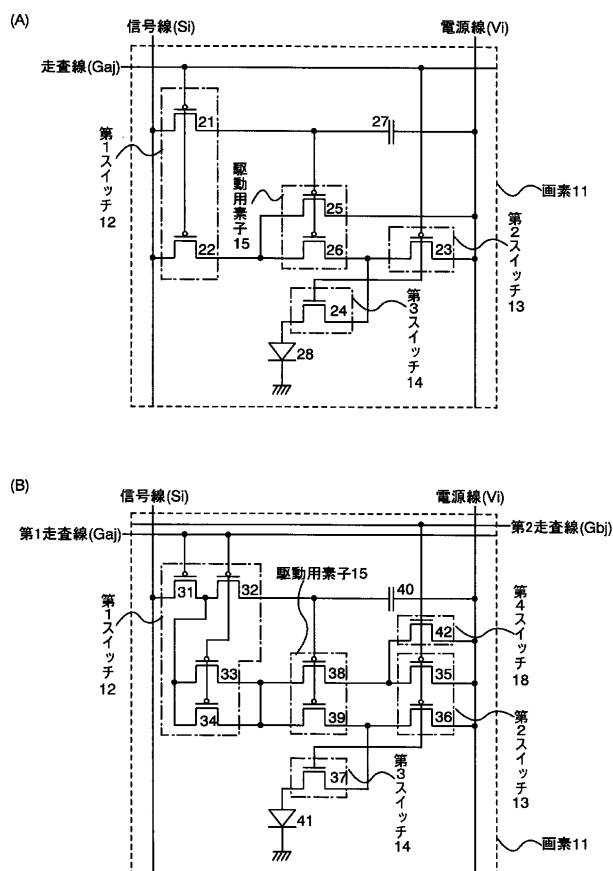 (A)
信号線(Si)
電源線(Vi)
走査線(Gaj)
21
27
第1スイッチ12
駆動用素子15
画素11
25
22
26
23
第2スイッチ13
24
第3スイッチ14
28
(B)
信号線(Si)
電源線(Vi)
第1走査線(Gaj)
第2走査線(Gbj)
駆動用素子15
31
32
40
第1スイッチ12
42
第4スイッチ18
33
38
35
34
39
36
第2スイッチ13
37
第3スイッチ14
41
画素11